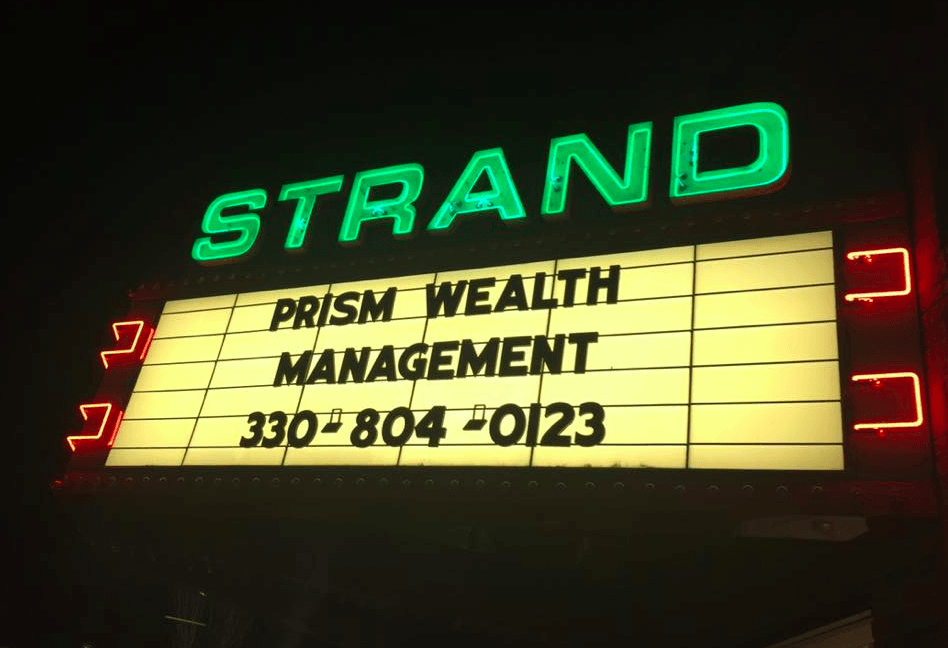 STRAND
PRISM WEALTH
MANAGEMENT
330-804-0123